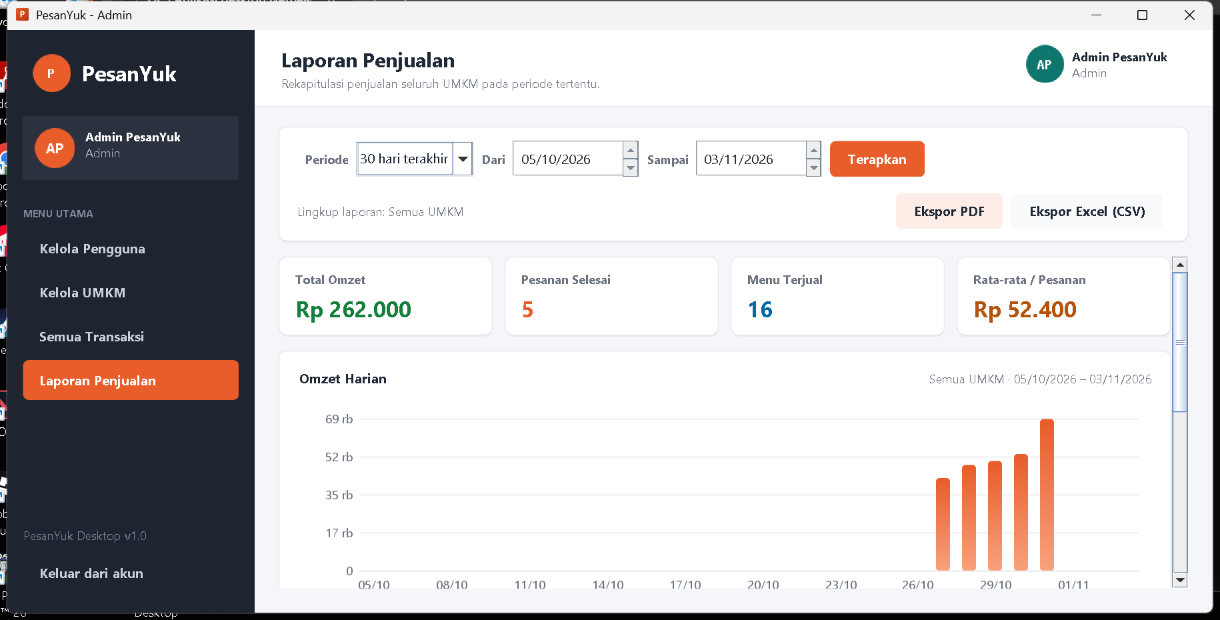 PesanYuk - Admin
P
PesanYuk
AP
Admin PesanYuk
Admin
MENU UTAMA
Kelola Pengguna
Kelola UMKM
Semua Transaksi
Laporan Penjualan
PesanYuk Desktop v1.0
Keluar dari akun
Laporan Penjualan
Rekapitulasi penjualan seluruh UMKM pada periode tertentu.
AP
Admin PesanYuk
Admin
Periode 30 hari terakhir Dari 05/10/2026 Sampai 03/11/2026 Terapkan
Lingkup laporan: Semua UMKM
Ekspor PDF Ekspor Excel (CSV)
Total Omzet
Rp 262.000
Pesanan Selesai
5
Menu Terjual
16
Rata-rata / Pesanan
Rp 52.400
Omzet Harian
Semua UMKM · 05/10/2026 – 03/11/2026
69 rb
52 rb
35 rb
17 rb
0
05/10 08/10 11/10 14/10 17/10 20/10 23/10 26/10 29/10 01/11
Desktop